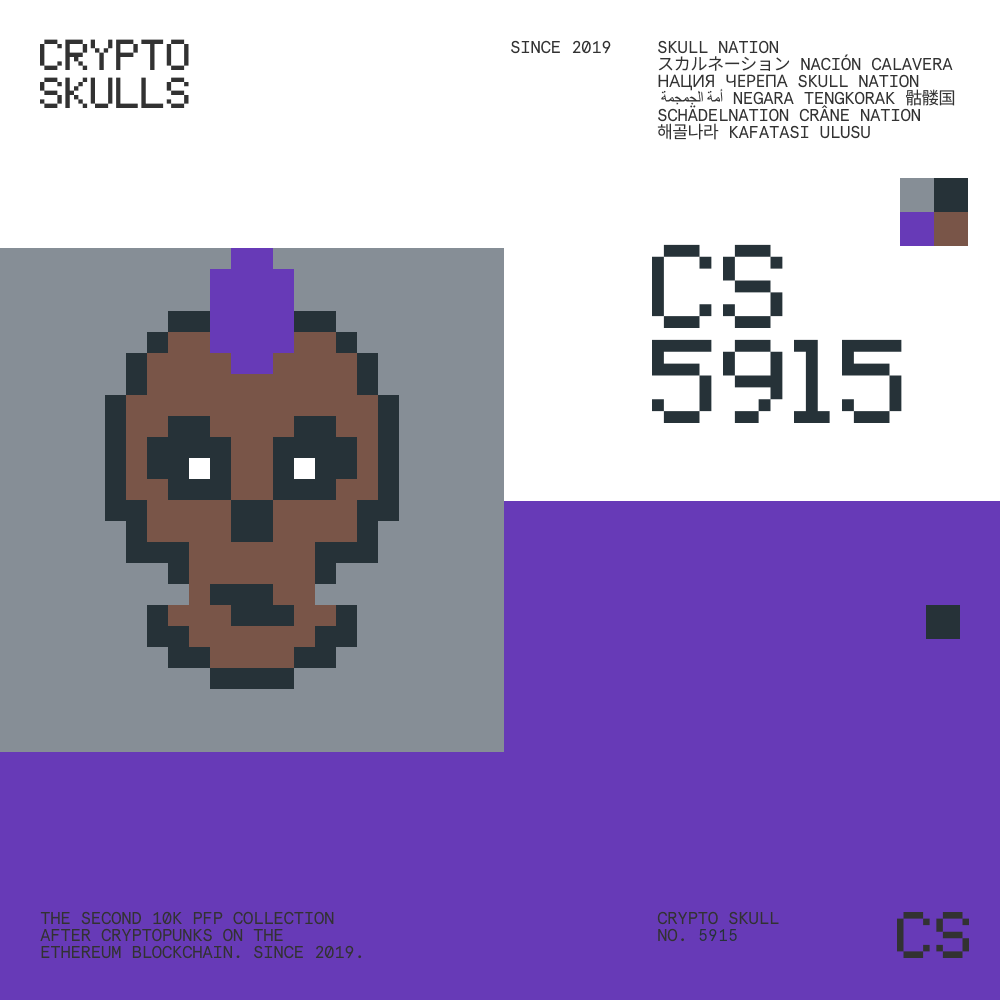 CRYPTO
SKULLS
SINCE 2019
SKULL NATION
スカルネーション NACIÓN CALAVERA
НАЦИЯ ЧЕРЕПА SKULL NATION
أمة الجمجمة NEGARA TENGKORAK 骷髅国
SCHÄDELNATION CRÂNE NATION
해골나라 KAFATASI ULUSU
CS
5915
THE SECOND 10K PFP COLLECTION
AFTER CRYPTOPUNKS ON THE
ETHEREUM BLOCKCHAIN. SINCE 2019.
CRYPTO SKULL
NO. 5915
CS